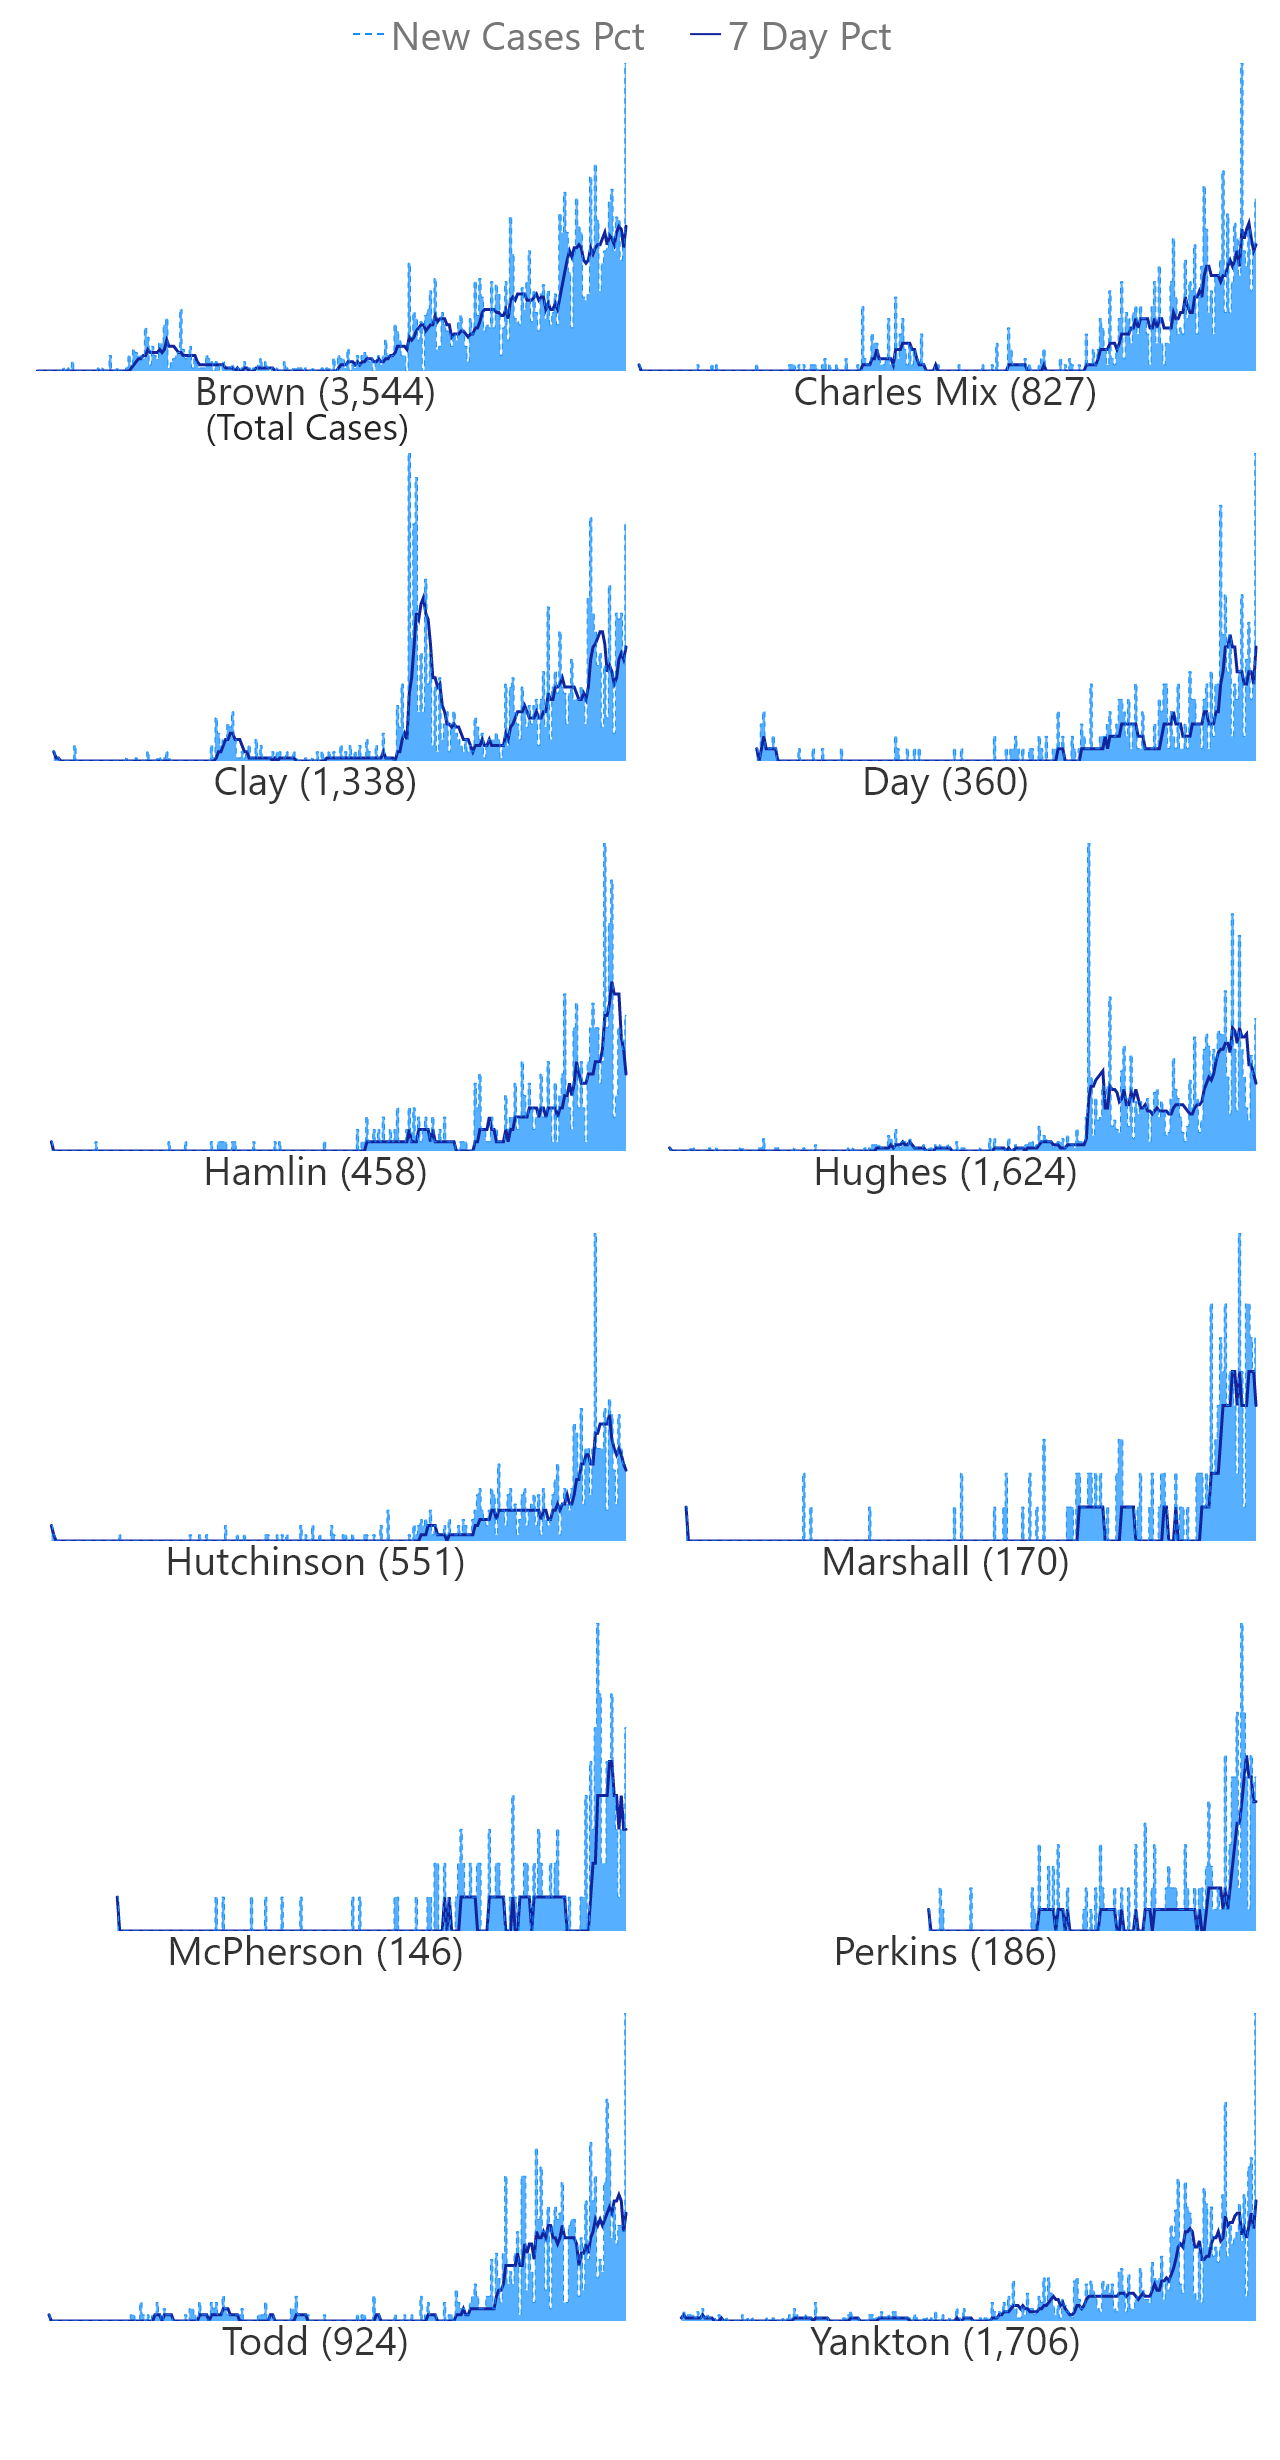 New Cases Pct 7 Day Pct
Brown (3,544) Charles Mix (827)
(Total Cases)
Clay (1,338) Day (360)
Hamlin (458) Hughes (1,624)
Hutchinson (551) Marshall (170)
McPherson (146) Perkins (186)
Todd (924) Yankton (1,706)